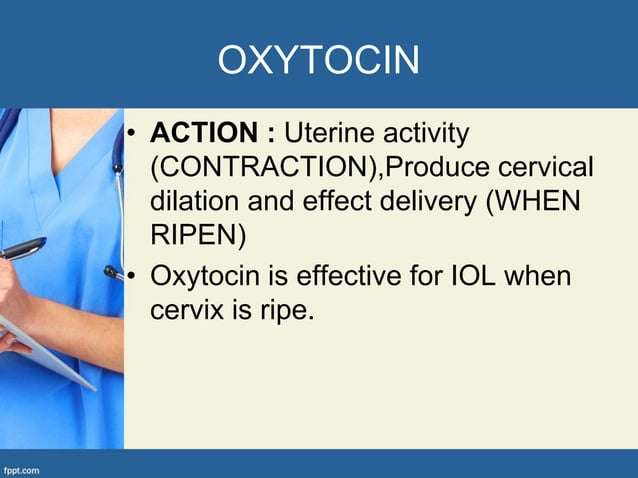 OXYTOCIN
• ACTION : Uterine activity
(CONTRACTION),Produce cervical
dilation and effect delivery (WHEN
RIPEN)
• Oxytocin is effective for IOL when
cervix is ripe.
fppt.com